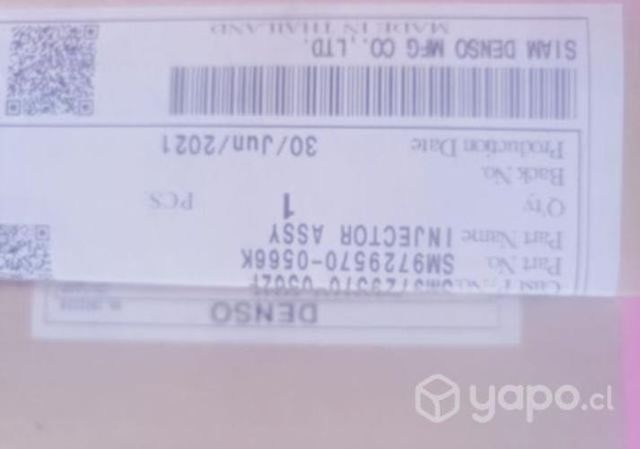 DENSO
Part No. SM9729570-0566K
Part Name INJECTOR ASSY
Q'ty 1 PCS
Back No.
Production Date 30/Jun/2021
SIAM DENSO MFG CO.,LTD.
MADE IN THAILAND
yapo.cl